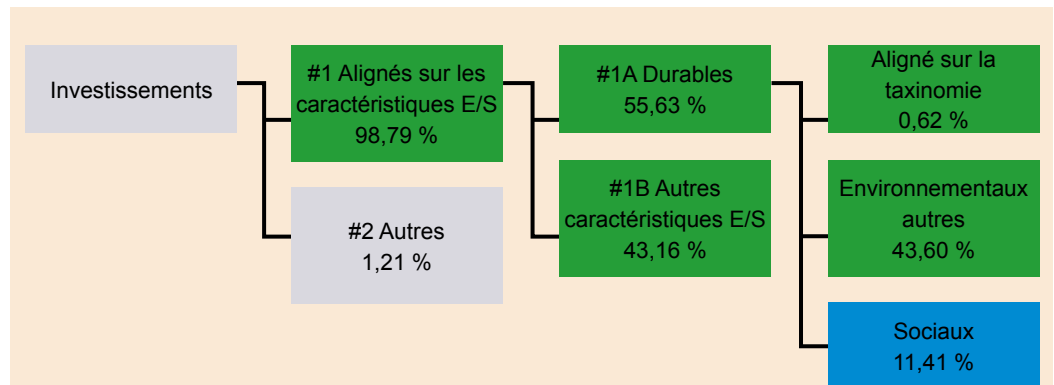 Investissements
#1 Alignés sur les
caractéristiques E/S
98,79 %
#2 Autres
1,21 %
#1A Durables
55,63 %
#1B Autres
caractéristiques E/S
43,16 %
Aligné sur la
taxinomie
0,62 %
Environnementaux
autres
43,60 %
Sociaux
11,41 %